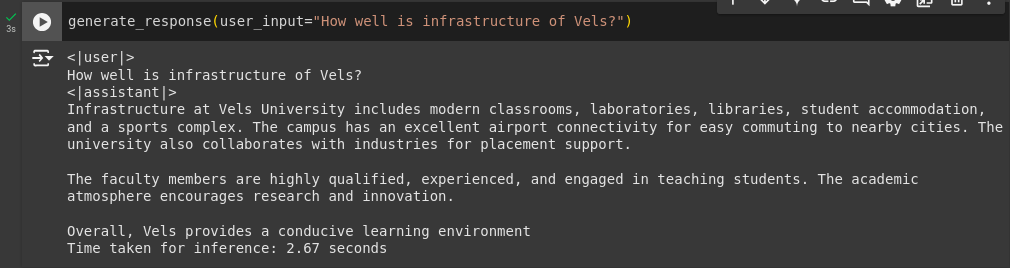 3s
generate_response(user_input="How well is infrastructure of Vels?")
<|user|>
How well is infrastructure of Vels?
<|assistant|>
Infrastructure at Vels University includes modern classrooms, laboratories, libraries, student accommodation,
and a sports complex. The campus has an excellent airport connectivity for easy commuting to nearby cities. The
university also collaborates with industries for placement support.
The faculty members are highly qualified, experienced, and engaged in teaching students. The academic
atmosphere encourages research and innovation.
Overall, Vels provides a conducive learning environment
Time taken for inference: 2.67 seconds